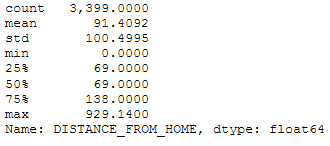 count 3,399.0000
mean 91.4092
std 100.4995
min 0.0000
25% 69.0000
50% 69.0000
75% 138.0000
max 929.1400
Name: DISTANCE_FROM_HOME, dtype: float64